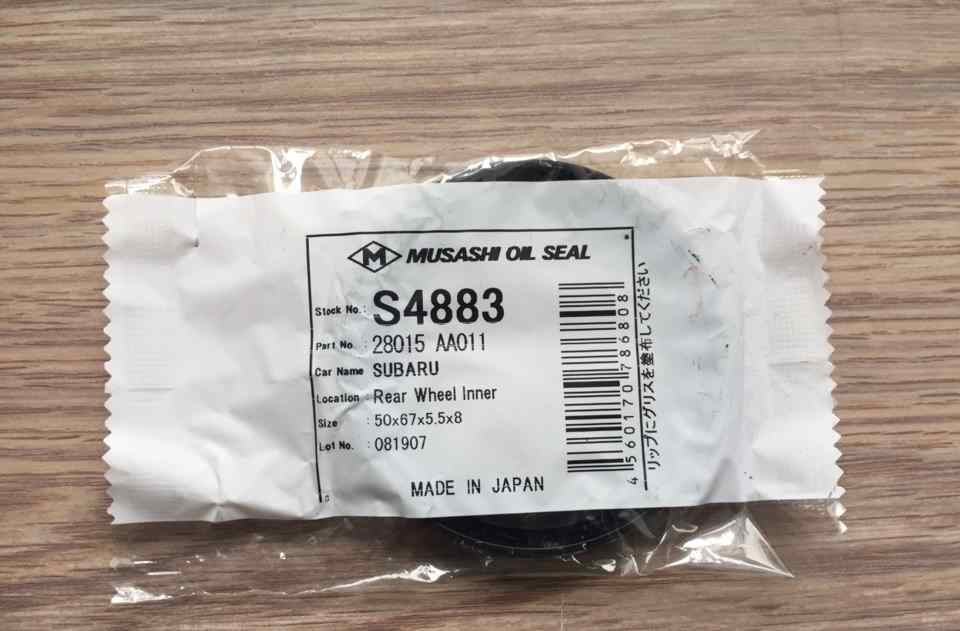 M MUSASHI OIL SEAL
Stock No.: S4883
Part No. : 28015 AA011
Car Name : SUBARU
Location : Rear Wheel Inner
Size : 50x67x5.5x8
Lot No. : 081907
MADE IN JAPAN
4560170786808
リップにグリスを塗布してください